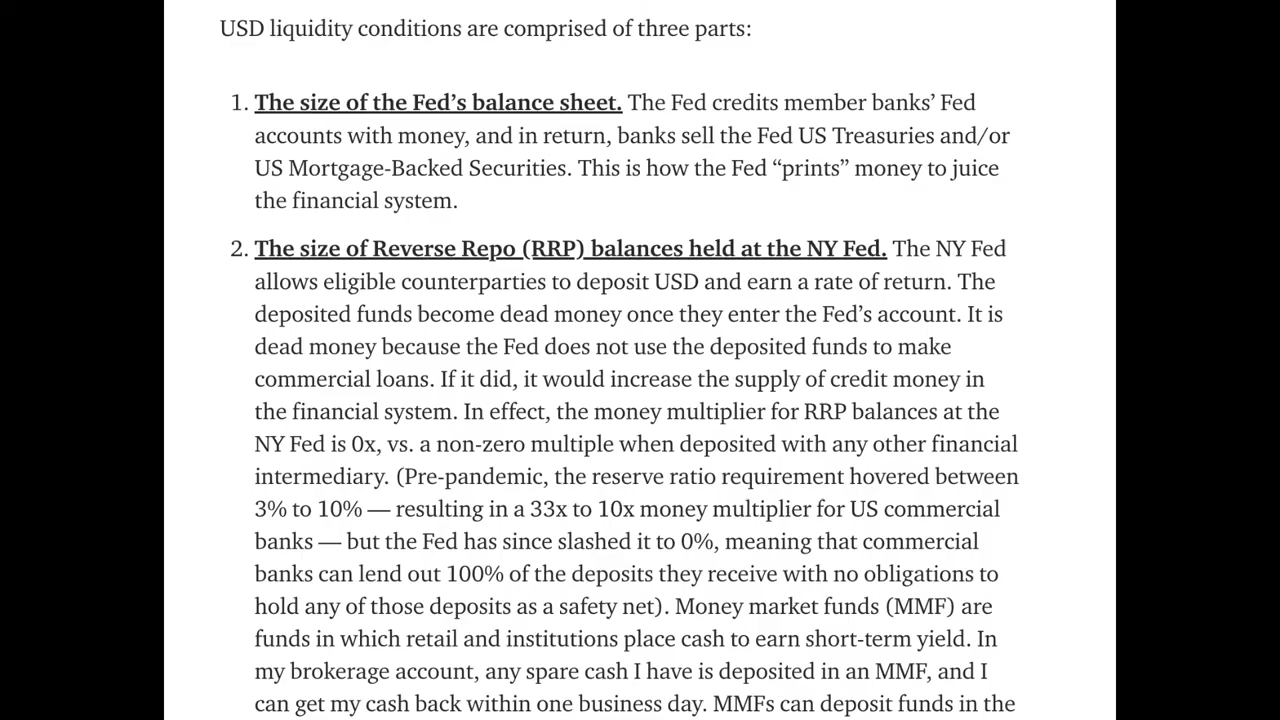 USD liquidity conditions are comprised of three parts:
1. The size of the Fed’s balance sheet. The Fed credits member banks’ Fed
accounts with money, and in return, banks sell the Fed US Treasuries and/or
US Mortgage-Backed Securities. This is how the Fed “prints” money to juice
the financial system.
2. The size of Reverse Repo (RRP) balances held at the NY Fed. The NY Fed
allows eligible counterparties to deposit USD and earn a rate of return. The
deposited funds become dead money once they enter the Fed’s account. It is
dead money because the Fed does not use the deposited funds to make
commercial loans. If it did, it would increase the supply of credit money in
the financial system. In effect, the money multiplier for RRP balances at the
NY Fed is 0x, vs. a non-zero multiple when deposited with any other financial
intermediary. (Pre-pandemic, the reserve ratio requirement hovered between
3% to 10% — resulting in a 33x to 10x money multiplier for US commercial
banks — but the Fed has since slashed it to 0%, meaning that commercial
banks can lend out 100% of the deposits they receive with no obligations to
hold any of those deposits as a safety net). Money market funds (MMF) are
funds in which retail and institutions place cash to earn short-term yield. In
my brokerage account, any spare cash I have is deposited in an MMF, and I
can get my cash back within one business day. MMFs can deposit funds in the